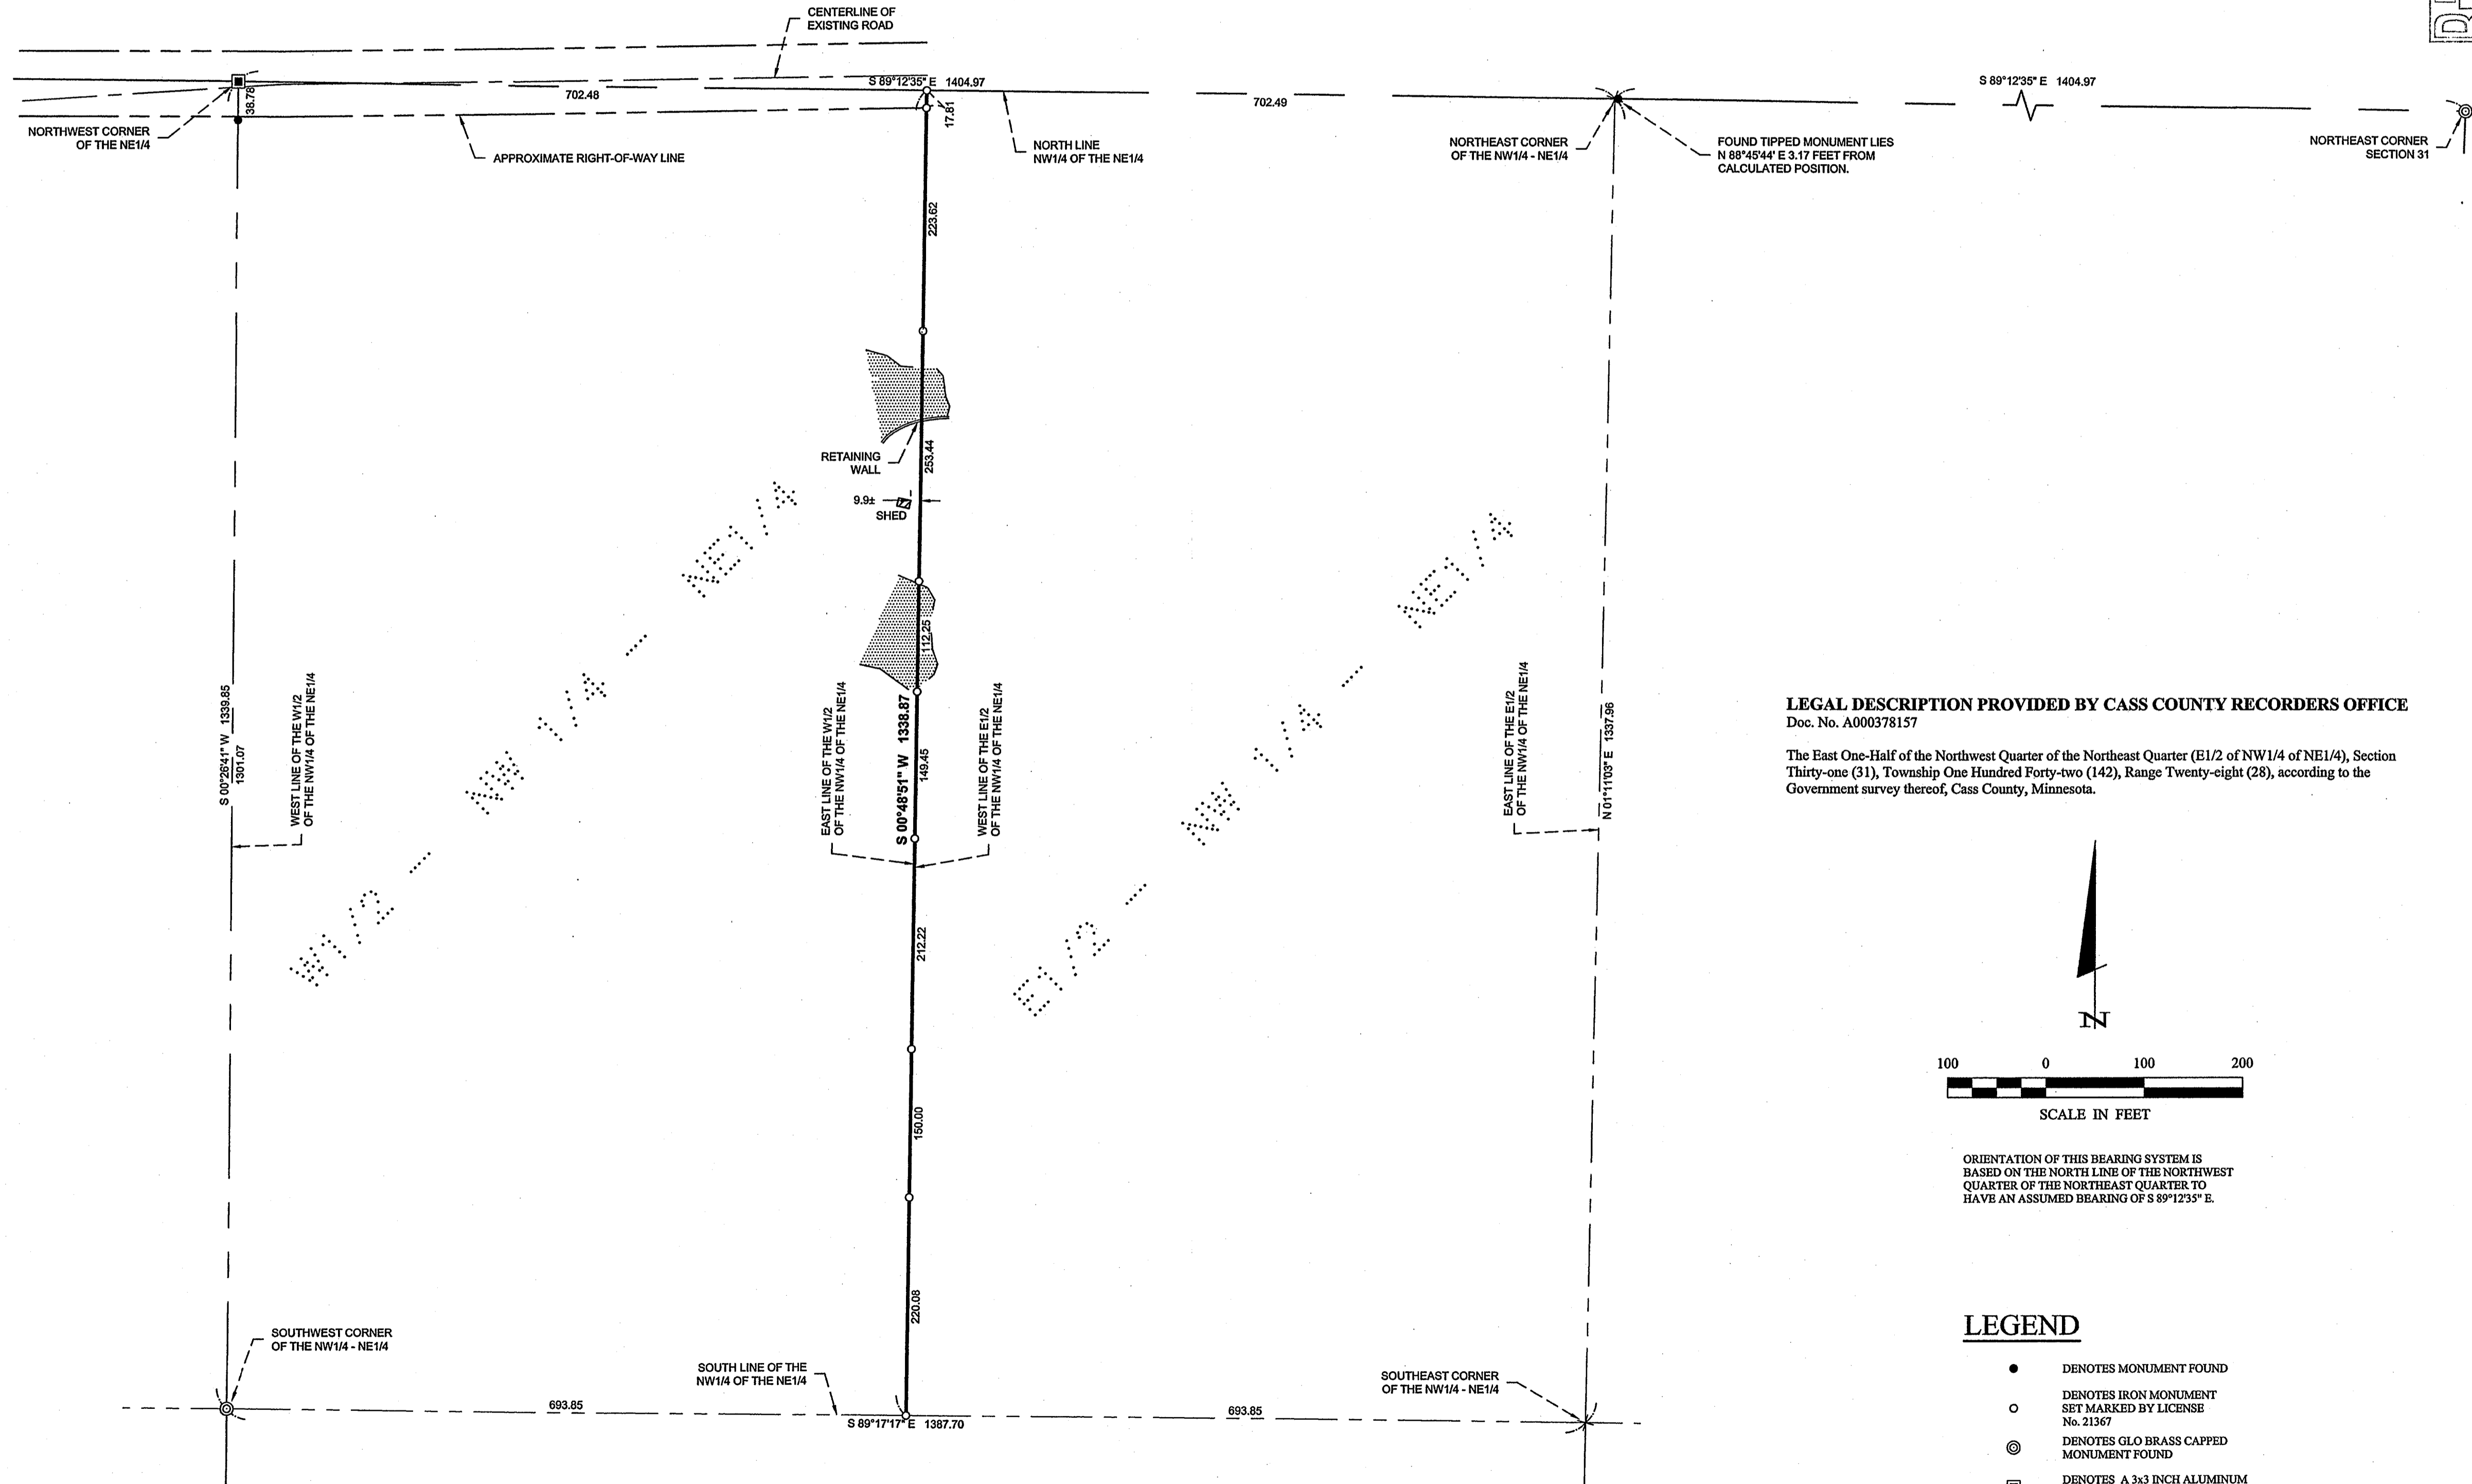 CENTERLINE OF
EXISTING ROAD
S 89°12'35" E 1404.97
S 89°12'35" E 1404.97
38.78
702.48
17.81
702.49
NORTHWEST CORNER
OF THE NE1/4
APPROXIMATE RIGHT-OF-WAY LINE
NORTH LINE
NW1/4 OF THE NE1/4
NORTHEAST CORNER
OF THE NW1/4 - NE1/4
FOUND TIPPED MONUMENT LIES
N 88°45'44' E 3.17 FEET FROM
CALCULATED POSITION.
NORTHEAST CORNER
SECTION 31
223.62
RETAINING
WALL
253.44
9.9±
SHED
112.25
W1/2 - NW 1/4 - NE1/4
E1/2 - NW 1/4 - NE1/4
S 00°26'41" W 1339.85
1301.07
WEST LINE OF THE W1/2
OF THE NW1/4 OF THE NE1/4
EAST LINE OF THE W1/2
OF THE NW1/4 OF THE NE1/4
S 00°48'51" W 1338.87
149.45
WEST LINE OF THE E1/2
OF THE NW1/4 OF THE NE1/4
EAST LINE OF THE E1/2
OF THE NW1/4 OF THE NE1/4
N 01°11'03" E 1337.96
212.22
150.00
220.08
LEGAL DESCRIPTION PROVIDED BY CASS COUNTY RECORDERS OFFICE
Doc. No. A000378157
The East One-Half of the Northwest Quarter of the Northeast Quarter (E1/2 of NW1/4 of NE1/4), Section
Thirty-one (31), Township One Hundred Forty-two (142), Range Twenty-eight (28), according to the
Government survey thereof, Cass County, Minnesota.
N
100 0 100 200
SCALE IN FEET
ORIENTATION OF THIS BEARING SYSTEM IS
BASED ON THE NORTH LINE OF THE NORTHWEST
QUARTER OF THE NORTHEAST QUARTER TO
HAVE AN ASSUMED BEARING OF S 89°12'35" E.
SOUTHWEST CORNER
OF THE NW1/4 - NE1/4
SOUTH LINE OF THE
NW1/4 OF THE NE1/4
SOUTHEAST CORNER
OF THE NW1/4 - NE1/4
693.85
S 89°17'17" E 1387.70
693.85
LEGEND
DENOTES MONUMENT FOUND
DENOTES IRON MONUMENT
SET MARKED BY LICENSE
No. 21367
DENOTES GLO BRASS CAPPED
MONUMENT FOUND
DENOTES A 3x3 INCH ALUMINUM